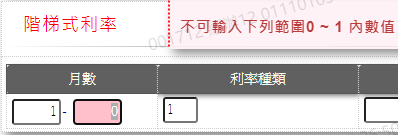 階梯式利率
不可輸入下列範圍0 ~ 1 內數值
月數 利率種類
1 - 0 1